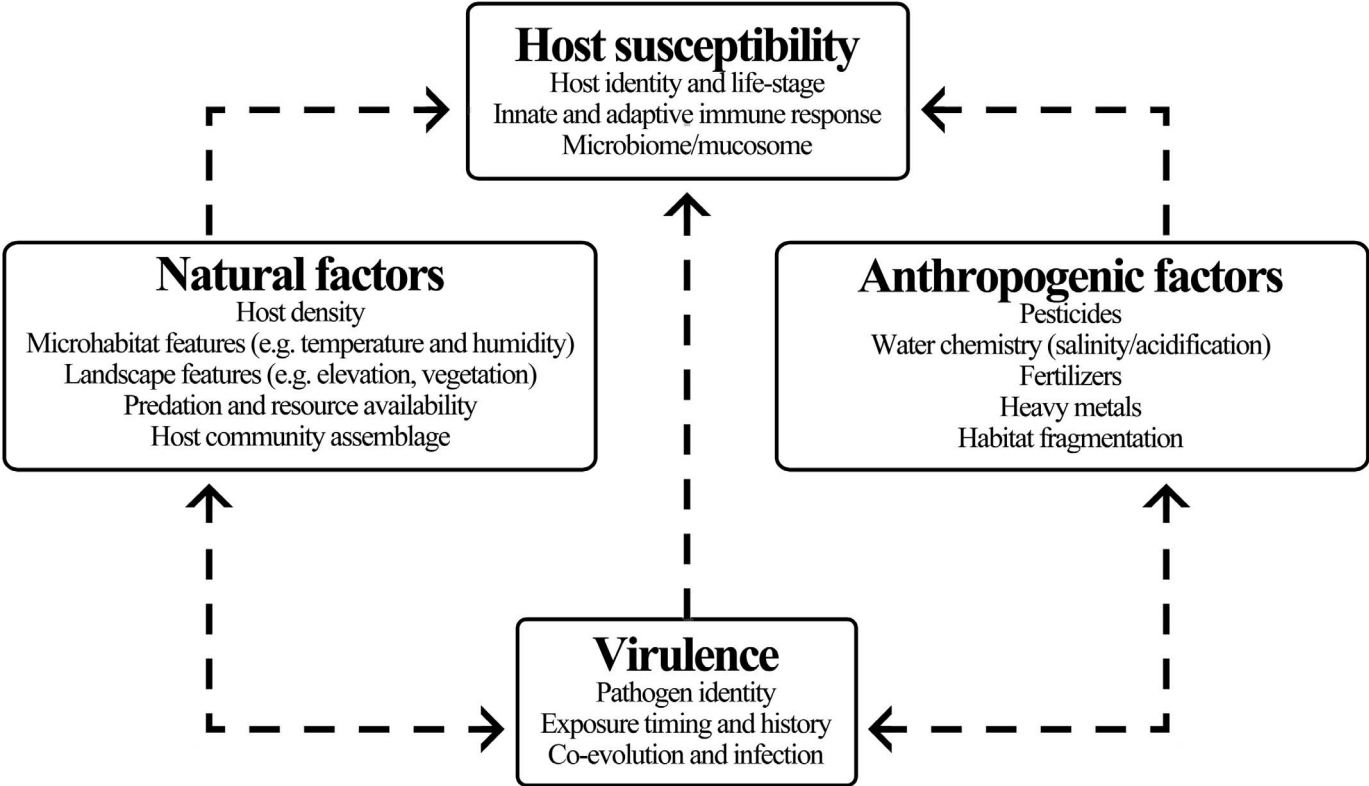 Host susceptibility
Host identity and life-stage
Innate and adaptive immune response
Microbiome/mucosome
Natural factors
Host density
Microhabitat features (e.g. temperature and humidity)
Landscape features (e.g. elevation, vegetation)
Predation and resource availability
Host community assemblage
Anthropogenic factors
Pesticides
Water chemistry (salinity/acidification)
Fertilizers
Heavy metals
Habitat fragmentation
Virulence
Pathogen identity
Exposure timing and history
Co-evolution and infection